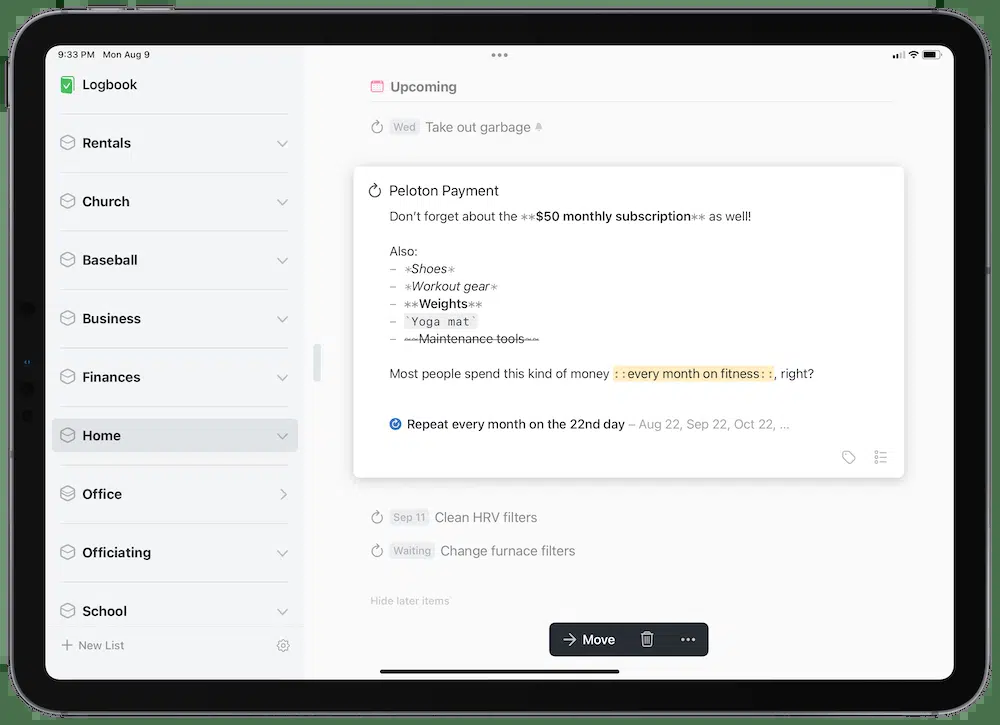 9:33 PM Mon Aug 9
Logbook
Rentals
Church
Baseball
Business
Finances
Home
Office
Officiating
School
New List
Upcoming
Wed Take out garbage
Peloton Payment
Don't forget about the **$50 monthly subscription** as well!
Also:
– *Shoes*
– *Workout gear*
– **Weights**
– `Yoga mat`
– ~~Maintenance tools~~
Most people spend this kind of money ::every month on fitness::, right?
Repeat every month on the 22nd day – Aug 22, Sep 22, Oct 22, ...
Sep 11 Clean HRV filters
Waiting Change furnace filters
Hide later items
Move